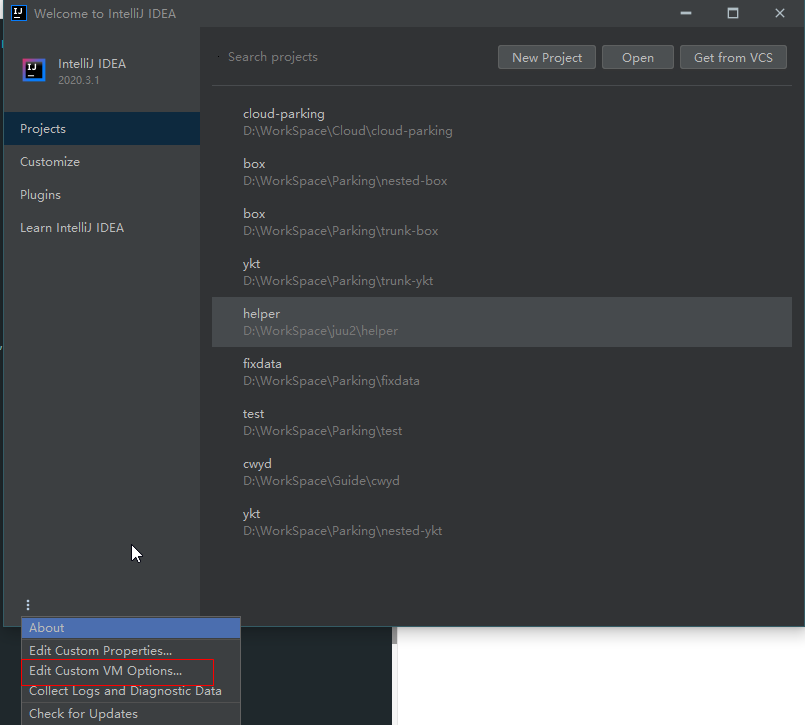 Welcome to IntelliJ IDEA
IntelliJ IDEA
2020.3.1
Projects
Customize
Plugins
Learn IntelliJ IDEA
Search projects
New Project
Open
Get from VCS
cloud-parking
D:\WorkSpace\Cloud\cloud-parking
box
D:\WorkSpace\Parking\nested-box
box
D:\WorkSpace\Parking\trunk-box
ykt
D:\WorkSpace\Parking\trunk-ykt
helper
D:\WorkSpace\juu2\helper
fixdata
D:\WorkSpace\Parking\fixdata
test
D:\WorkSpace\Parking\test
cwyd
D:\WorkSpace\Guide\cwyd
ykt
D:\WorkSpace\Parking\nested-ykt
About
Edit Custom Properties...
Edit Custom VM Options...
Collect Logs and Diagnostic Data
Check for Updates